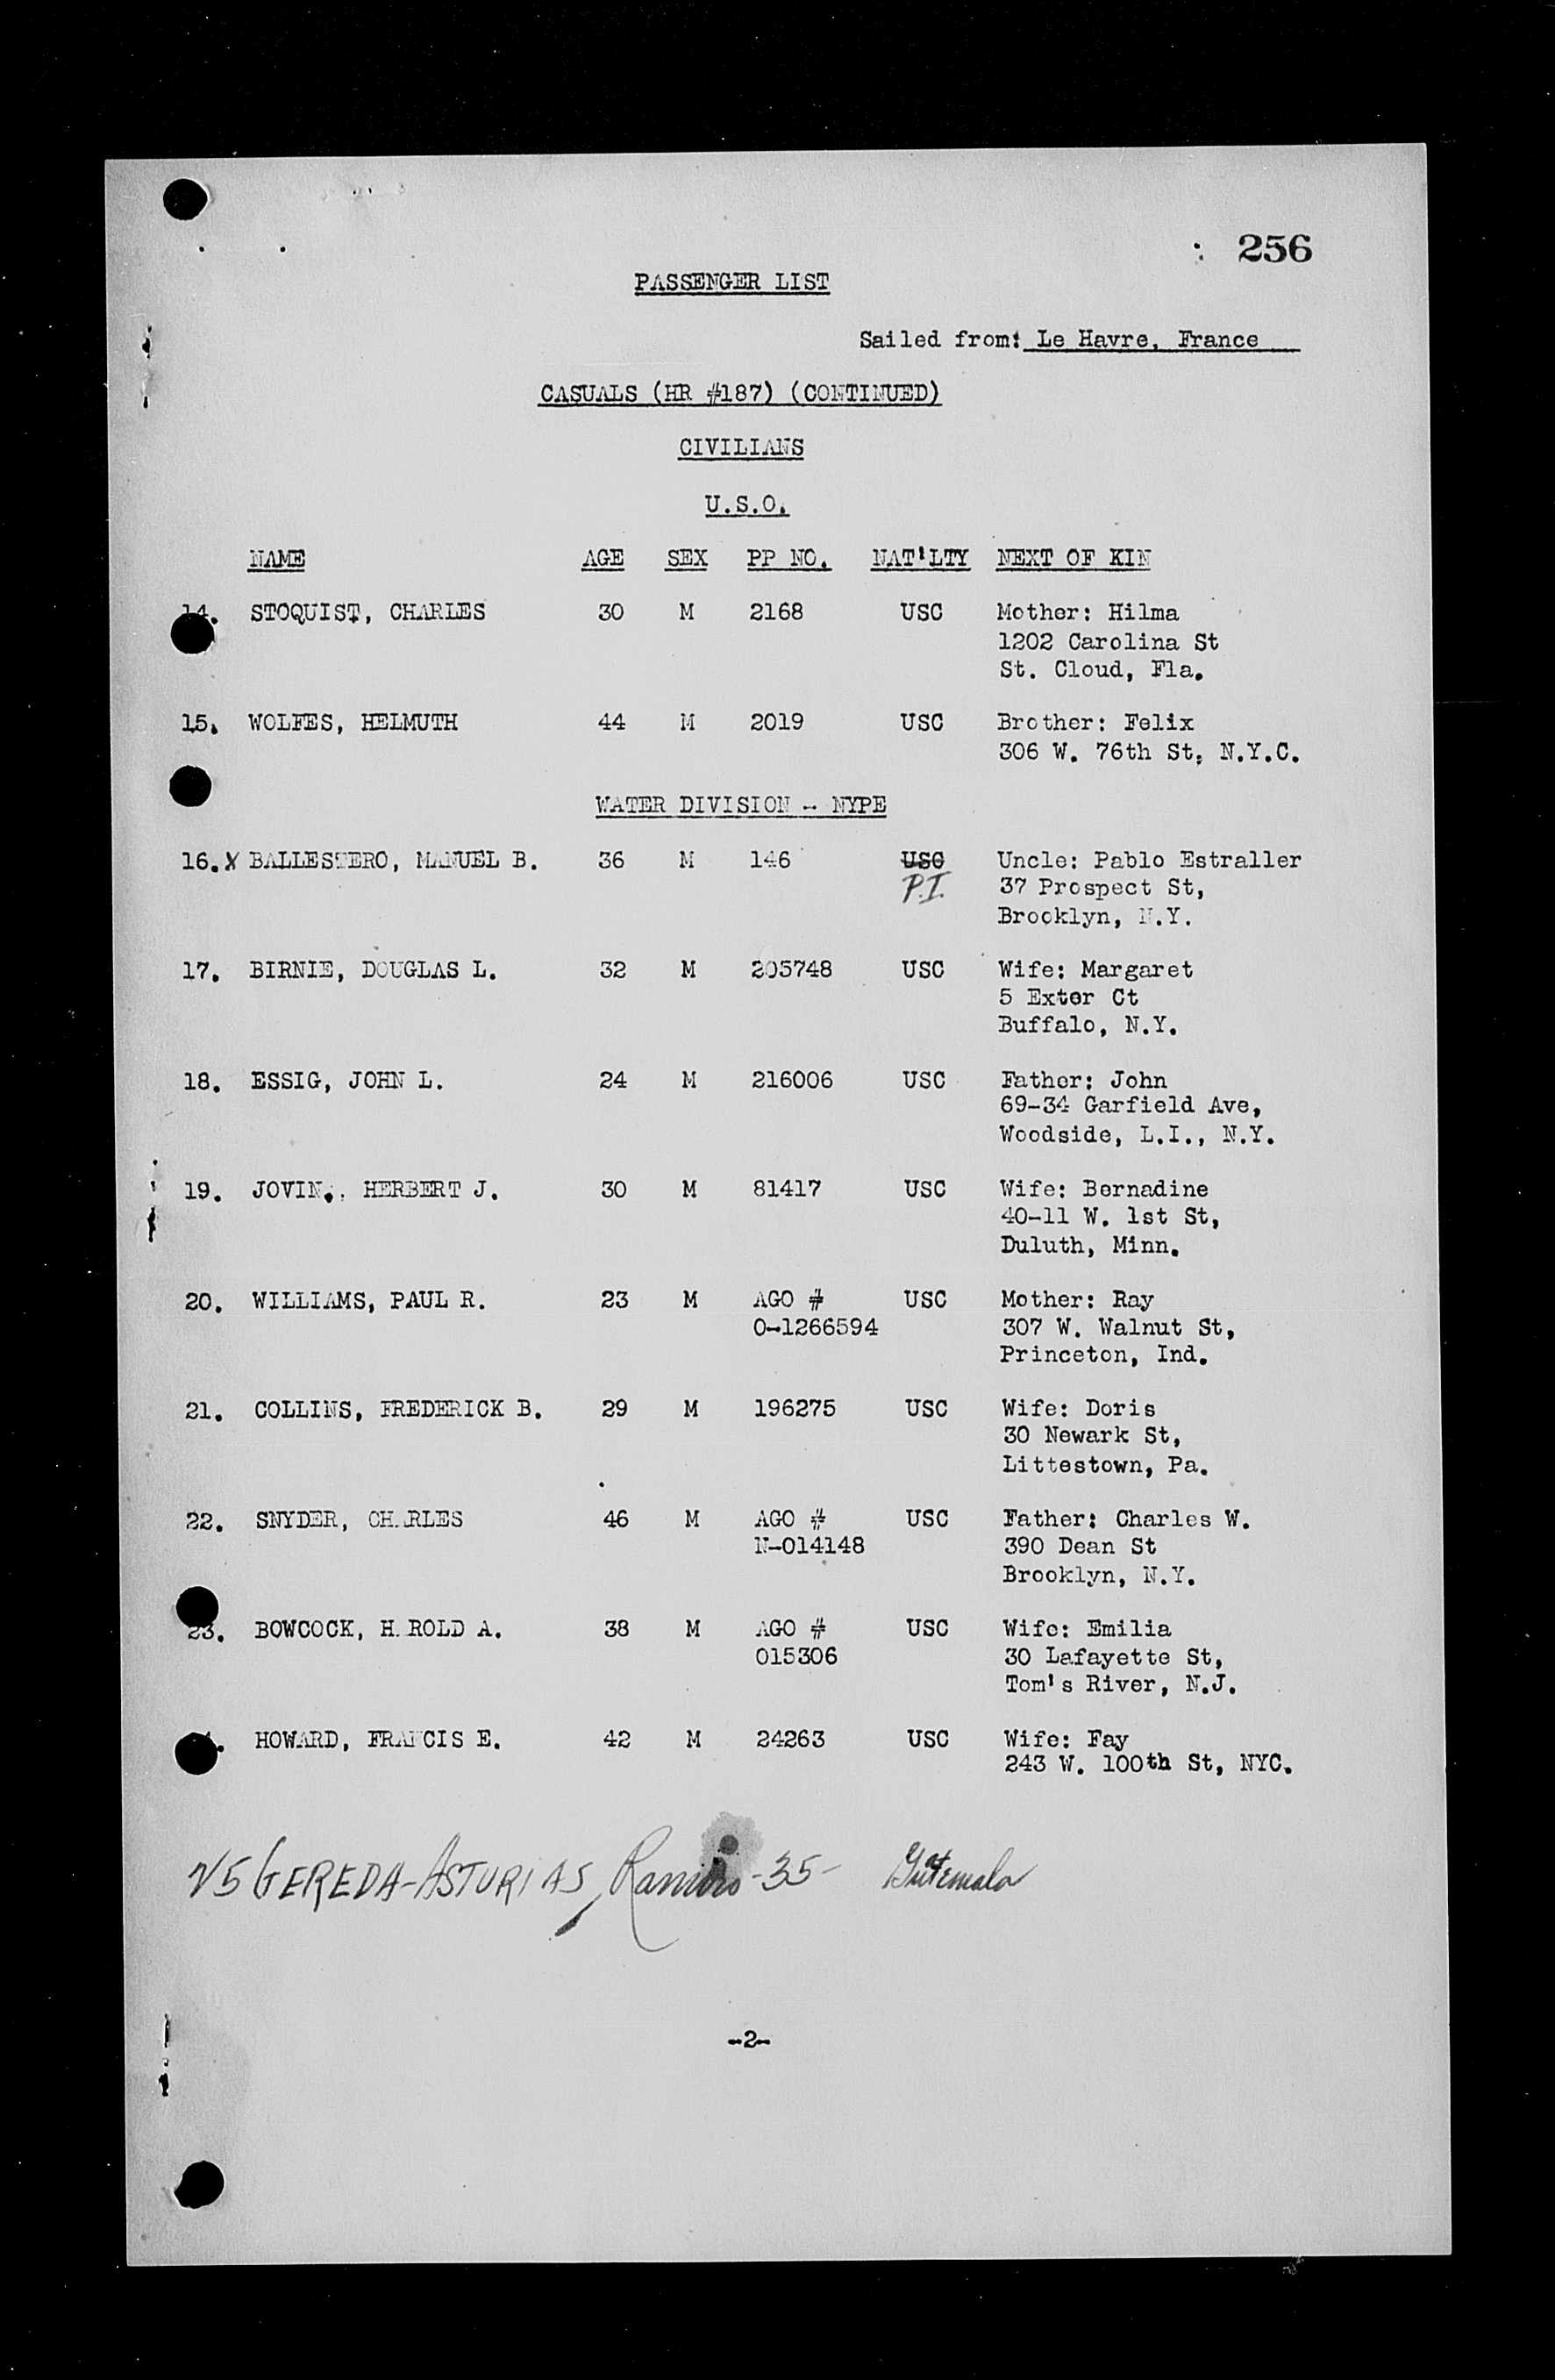 256
PASSENGER LIST
Sailed from: Le Havre, France
CASUALS (HR #187) (CONTINUED)
CIVILIANS
U.S.O.
NAME AGE SEX PP NO. NAT'LTY NEXT OF KIN
14. STOQUIST, CHARLES 30 M 2168 USC Mother: Hilma
1202 Carolina St
St. Cloud, Fla.
15. WOLFES, HELMUTH 44 M 2019 USC Brother: Felix
306 W. 76th St, N.Y.C.
WATER DIVISION - NYPE
16. X BALLESTERO, MANUEL B. 36 M 146 USC Uncle: Pablo Estraller
P.I. 37 Prospect St,
Brooklyn, N.Y.
17. BIRNIE, DOUGLAS L. 32 M 205748 USC Wife: Margaret
5 Exter Ct
Buffalo, N.Y.
18. ESSIG, JOHN L. 24 M 216006 USC Father: John
69-34 Garfield Ave,
Woodside, L.I., N.Y.
19. JOVIN, HERBERT J. 30 M 81417 USC Wife: Bernadine
40-11 W. 1st St,
Duluth, Minn.
20. WILLIAMS, PAUL R. 23 M AGO # USC Mother: Ray
O-1266594 307 W. Walnut St,
Princeton, Ind.
21. COLLINS, FREDERICK B. 29 M 196275 USC Wife: Doris
30 Newark St,
Littestown, Pa.
22. SNYDER, CHARLES 46 M AGO # USC Father: Charles W.
N-014148 390 Dean St
Brooklyn, N.Y.
23. BOWCOCK, HAROLD A. 38 M AGO # USC Wife: Emilia
015306 30 Lafayette St,
Tom's River, N.J.
HOWARD, FRANCIS E. 42 M 24263 USC Wife: Fay
243 W. 100th St, NYC.
25 GEREDA-ASTURIAS, Ramiro -35- Gutemala
-2-